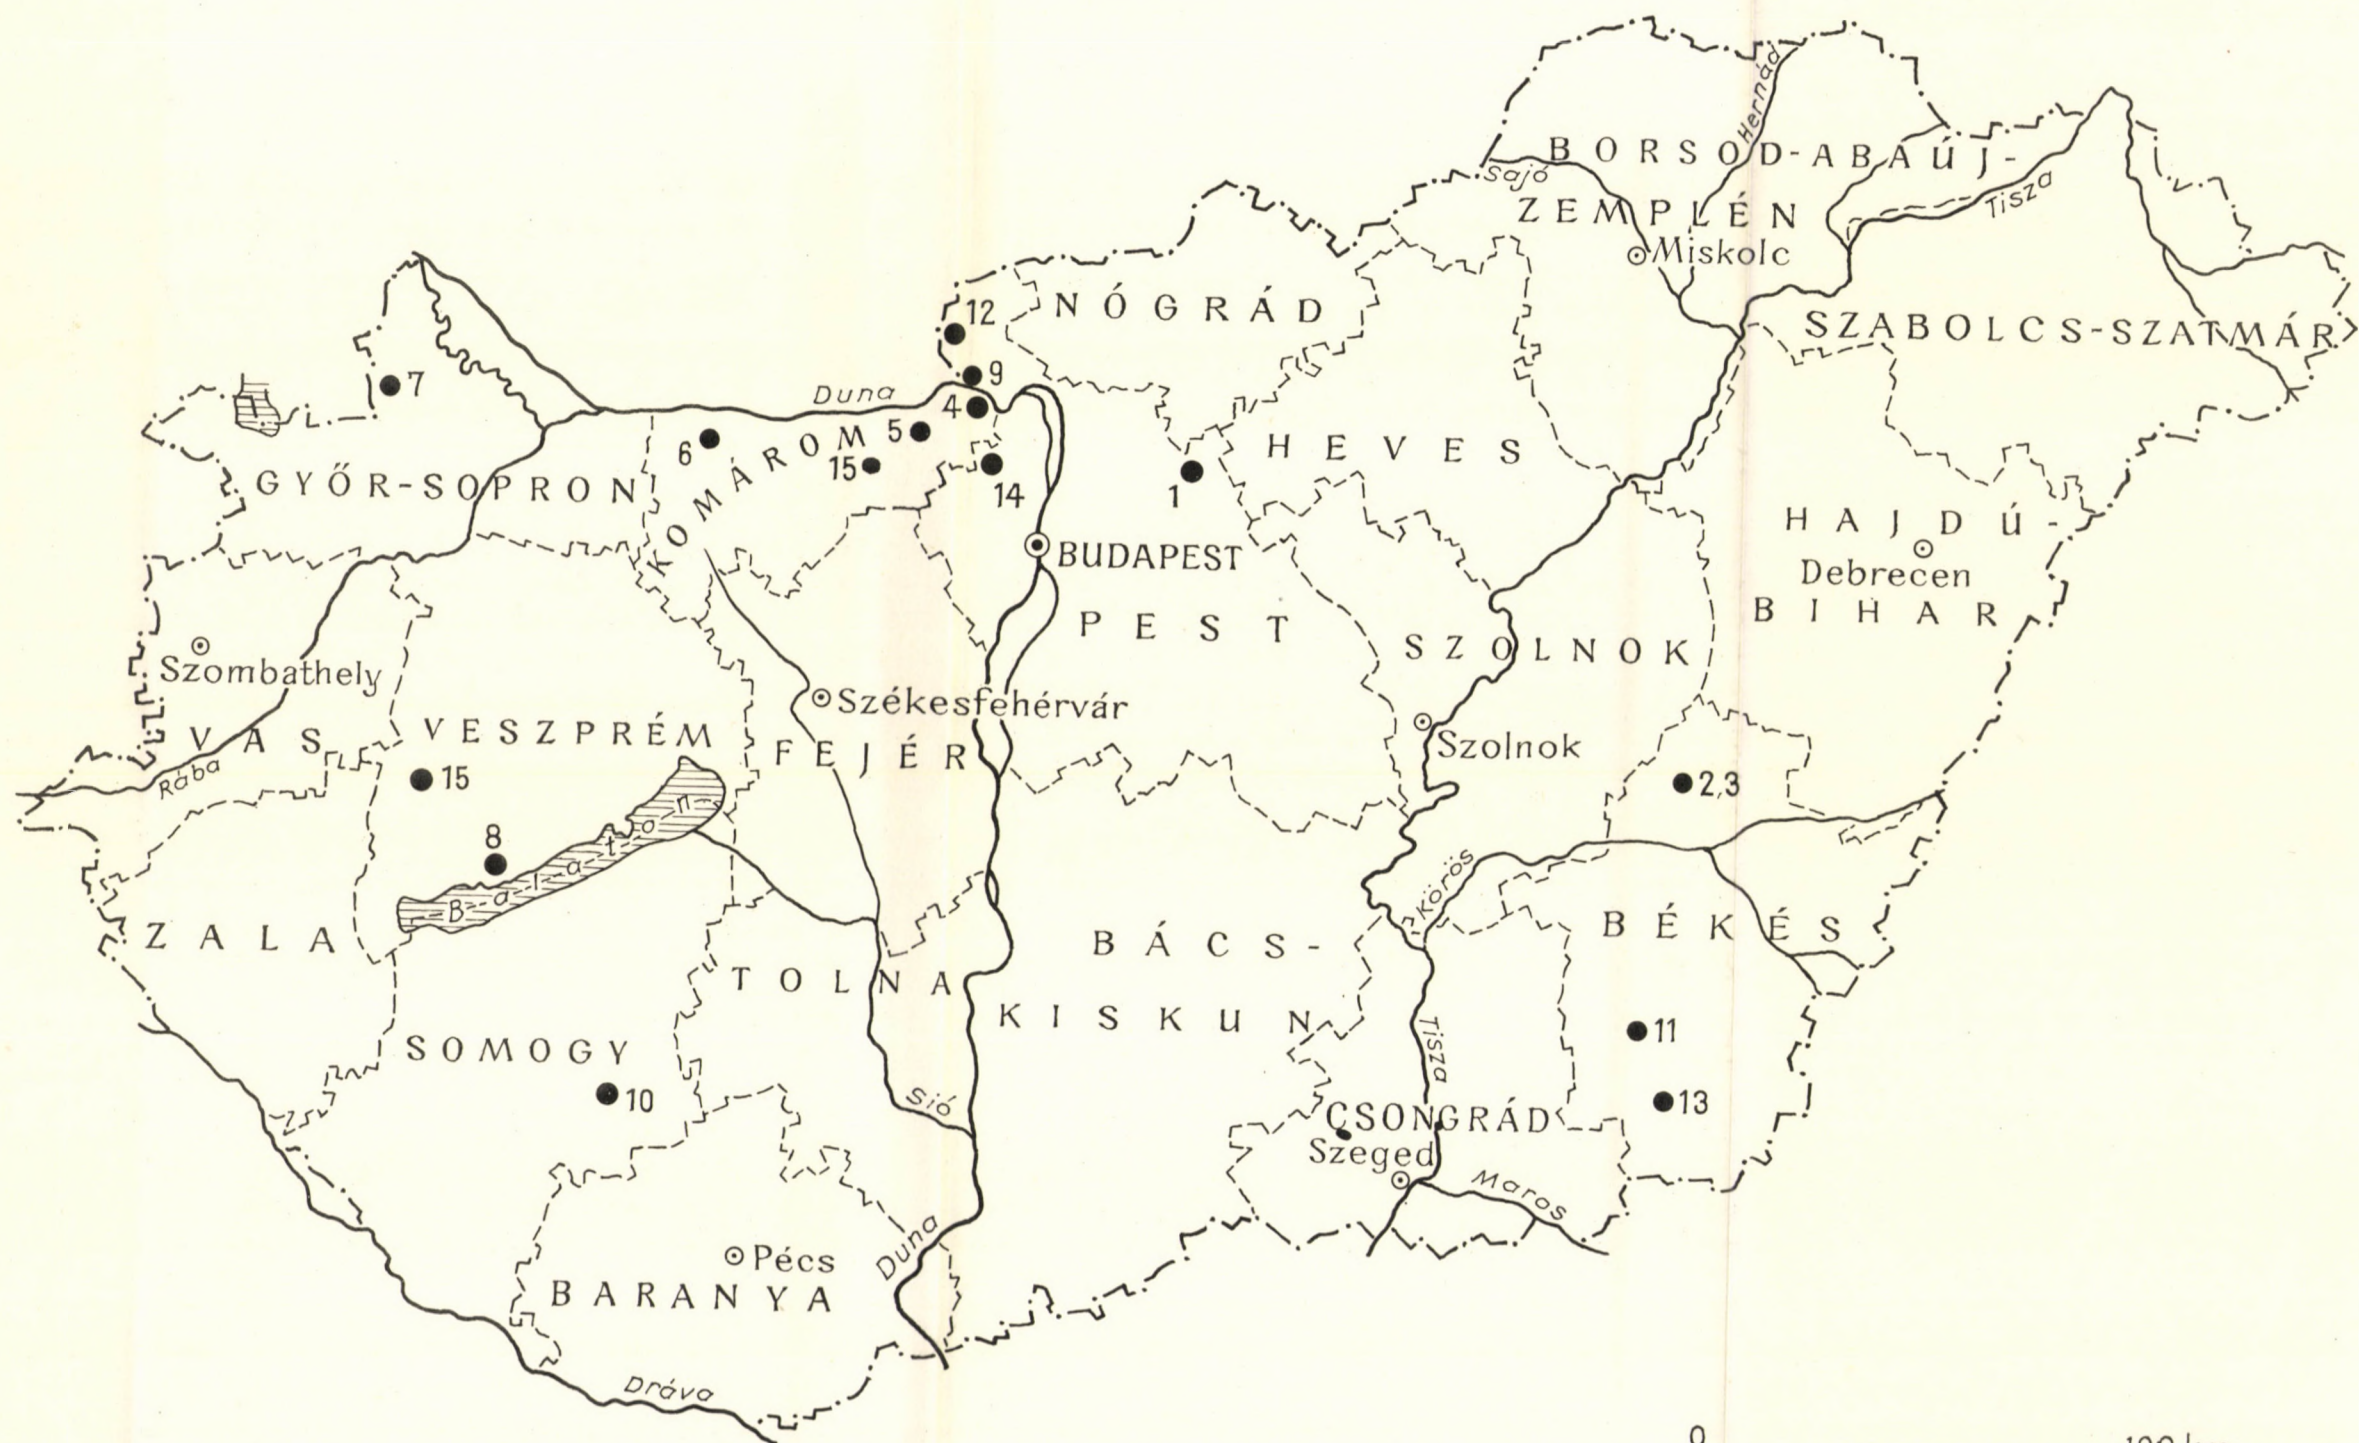 Hernád
BORSOD-ABAÚJ-
Sajó
ZEMPLÉN
Tisza
Miskolc
12
NÓGRÁD
SZABOLCS-SZATMÁR
7
9
Duna
4
5
6
KOMÁROM
15
HEVES
GYŐR-SOPRON
14
1
HAJDÚ-
BUDAPEST
Debrecen
BIHAR
PEST
SZOLNOK
Szombathely
Székesfehérvár
VAS
VESZPRÉM
FEJÉR
Szolnok
Rába
15
2,3
8
Balaton
Körös
ZALA
BÉKÉS
BÁCS-
TOLNA
KISKUN
11
SOMOGY
Tisza
10
Sió
13
CSONGRÁD
Szeged
Maros
Duna
Pécs
BARANYA
Dráva
0